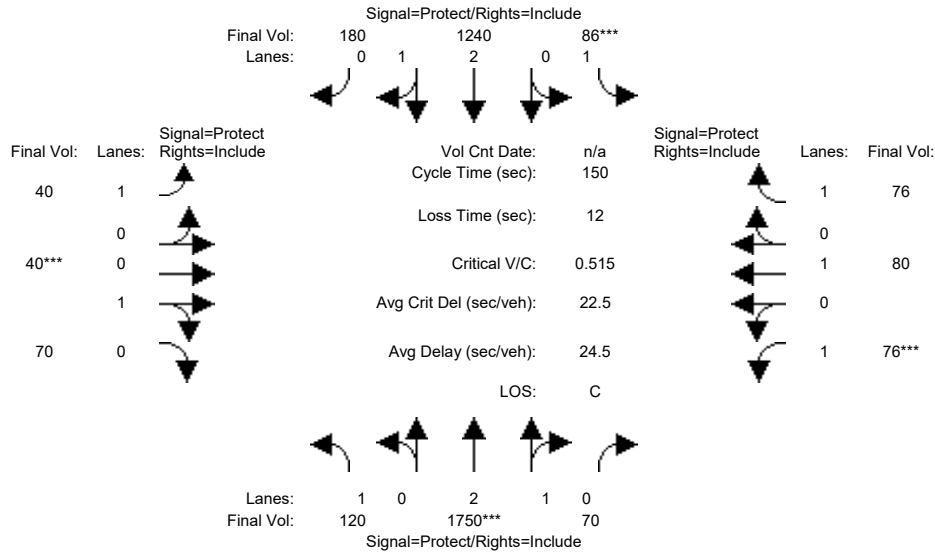 Signal=Protect/Rights=Include
Final Vol: 180 1240 86***
Lanes: 0 1 2 0 1
Signal=Protect
Final Vol: Lanes: Rights=Include
Vol Cnt Date: n/a
Cycle Time (sec): 150
Loss Time (sec): 12
Critical V/C: 0.515
Avg Crit Del (sec/veh): 22.5
Avg Delay (sec/veh): 24.5
LOS: C
Signal=Protect
Rights=Include Lanes: Final Vol:
40 1
0
40*** 0
1
70 0
1 76
0
1 80
0
1 76***
Lanes: 1 0 2 1 0
Final Vol: 120 1750*** 70
Signal=Protect/Rights=Include